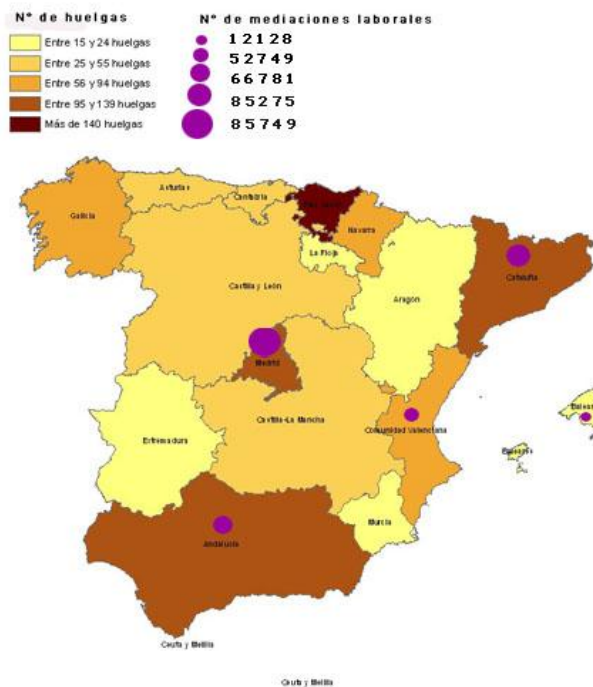 Nº de huelgas
Entre 15 y 24 huelgas
Entre 25 y 55 huelgas
Entre 56 y 94 huelgas
Entre 95 y 139 huelgas
Más de 140 huelgas
Nº de mediaciones laborales
12128
52749
66781
85275
85749
Asturias
Cantabria
Galicia
Navarra
La Rioja
Cataluña
Castilla y León
Aragón
Madrid
Castilla-La Mancha
Comunidad Valenciana
Extremadura
Baleares
Murcia
Andalucía
Ceuta y Melilla
Ceuta y Melilla